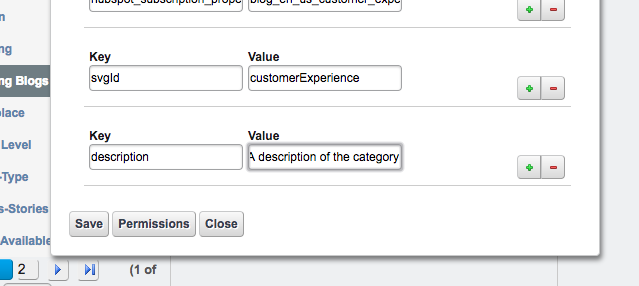 hubspot_subscription_prope blog_en_us_customer_expe
Key Value
svgId customerExperience
Key Value
description A description of the category
Save Permissions Close
n
ng
ng Blogs
place
Level
-Type
s-Stories
Available
2 (1 of